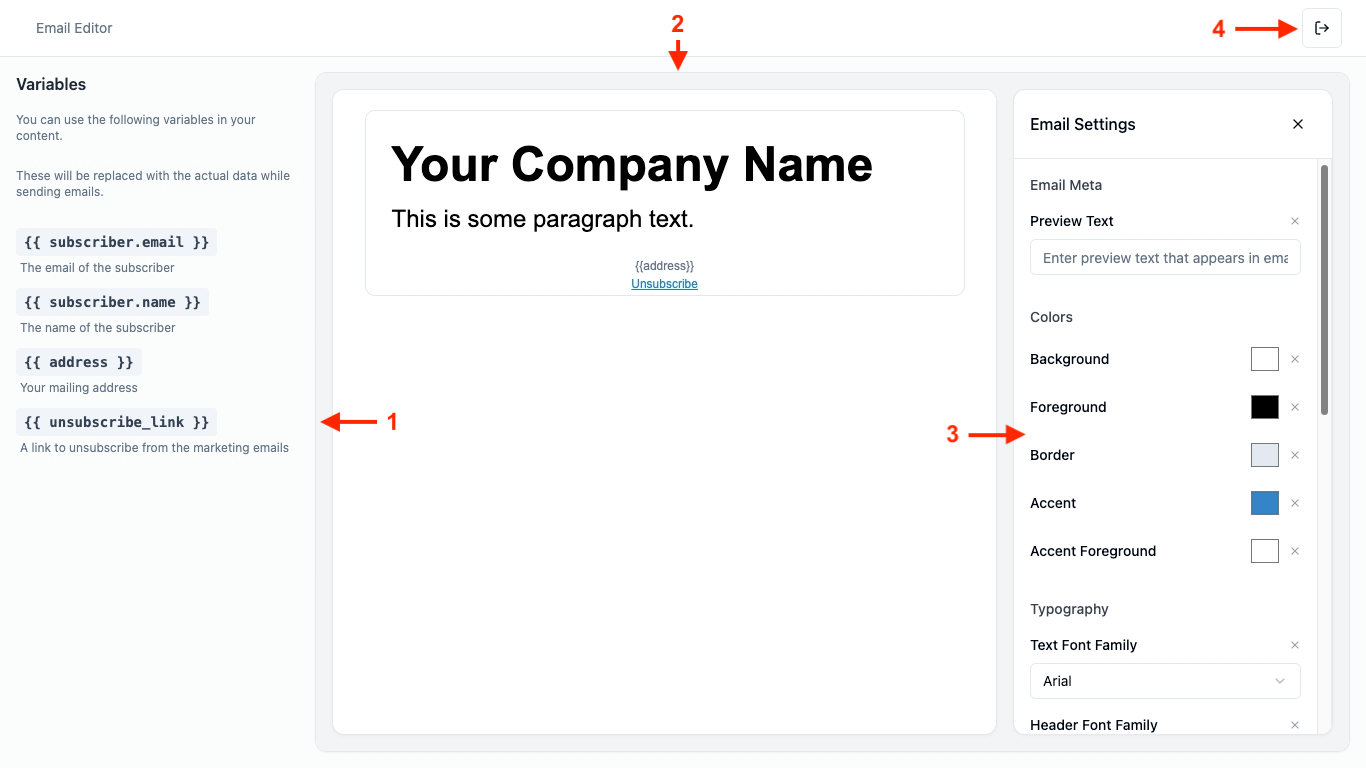 Email Editor
2
4
Variables
You can use the following variables in your
content.
These will be replaced with the actual data while
sending emails.
{{ subscriber.email }}
The email of the subscriber
{{ subscriber.name }}
The name of the subscriber
{{ address }}
Your mailing address
{{ unsubscribe_link }}
A link to unsubscribe from the marketing emails
1
Your Company Name
This is some paragraph text.
{{address}}
Unsubscribe
3
Email Settings
Email Meta
Preview Text
Enter preview text that appears in ema
Colors
Background
Foreground
Border
Accent
Accent Foreground
Typography
Text Font Family
Arial
Header Font Family